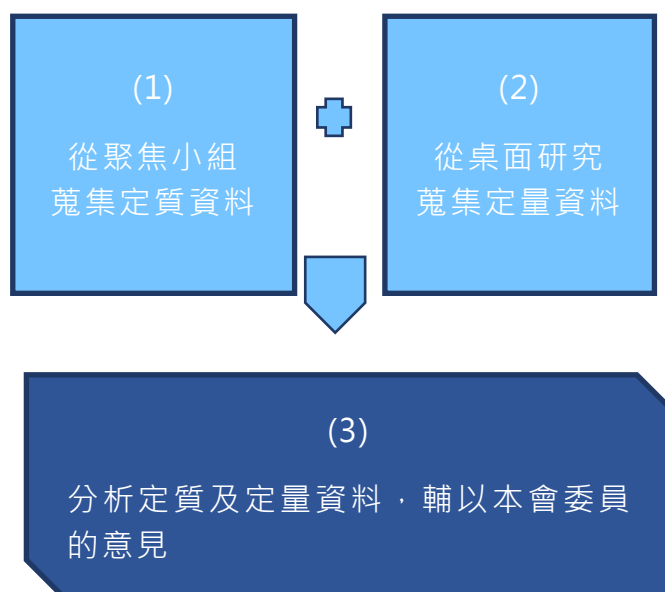 (1)
從聚焦小組
蒐集定質資料
(2)
從桌面研究
蒐集定量資料
(3)
分析定質及定量資料，輔以本會委員
的意見